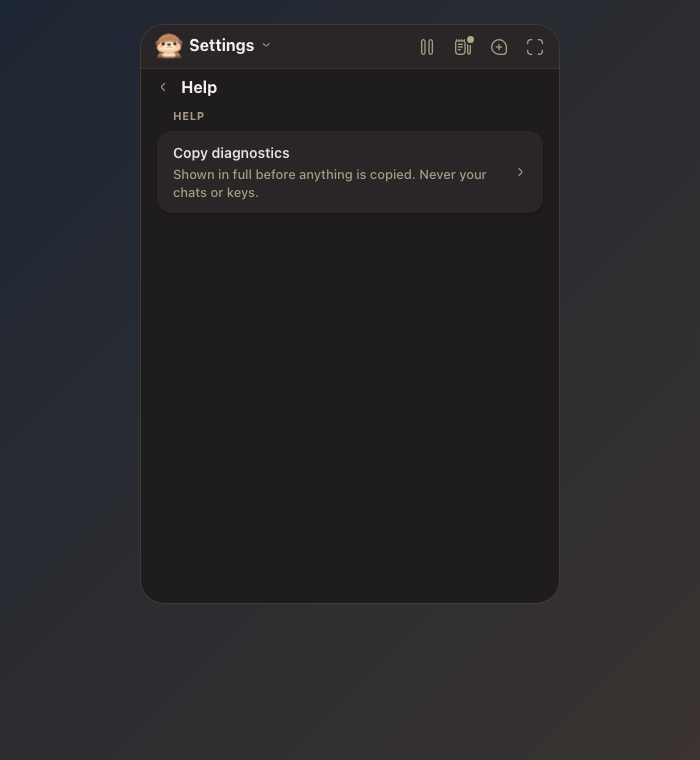 Settings
Help
HELP
Copy diagnostics
Shown in full before anything is copied. Never your
chats or keys.